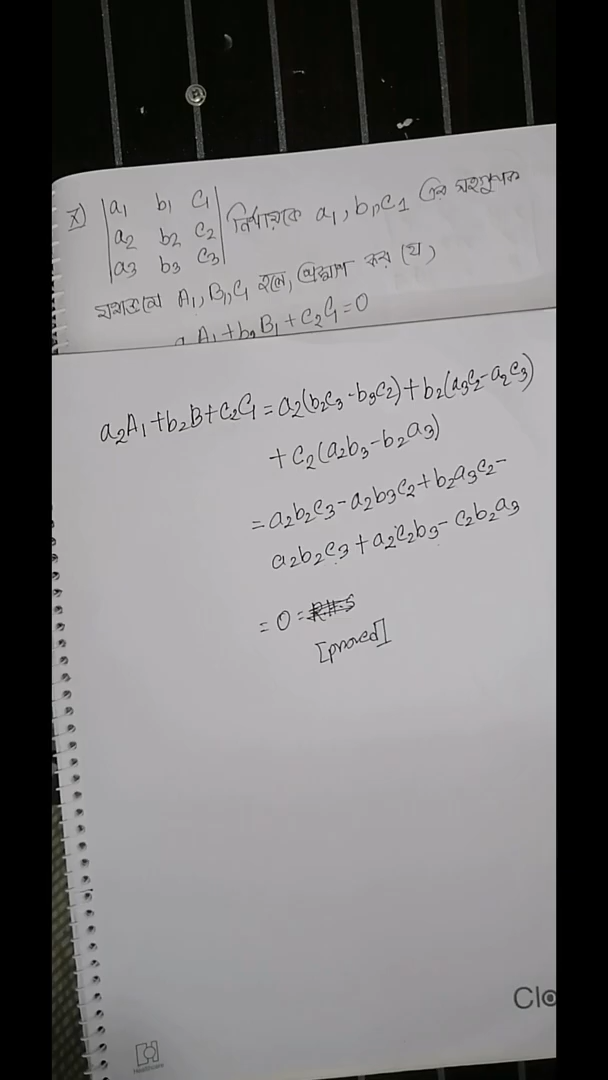 x) |a1 b1 c1|
|a2 b2 c2| নির্ণায়কে a1, b1, c1 এর সহগুণক
|a3 b3 c3|
যথাক্রমে A1, B1, C1 হলে, প্রমাণ কর যে,
a2A1+b2B1+c2C1=0
a2A1+b2B+c2C1=a2(b2c3-b3c2)+b2(a3c2-a2c3)
+c2(a2b3-b2a3)
=a2b2c3-a2b3c2+b2a3c2-
a2b2c3+a2c2b3-c2b2a3
=0=R.H.S
[proved]
Clo
Healthcare